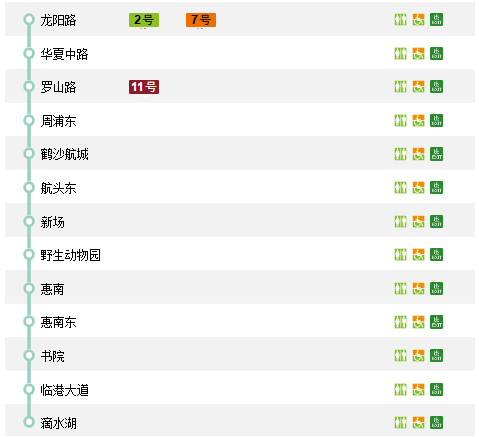 龙阳路 2号 7号
华夏中路
罗山路 11号
周浦东
鹤沙航城
航头东
新场
野生动物园
惠南
惠南东
书院
临港大道
滴水湖